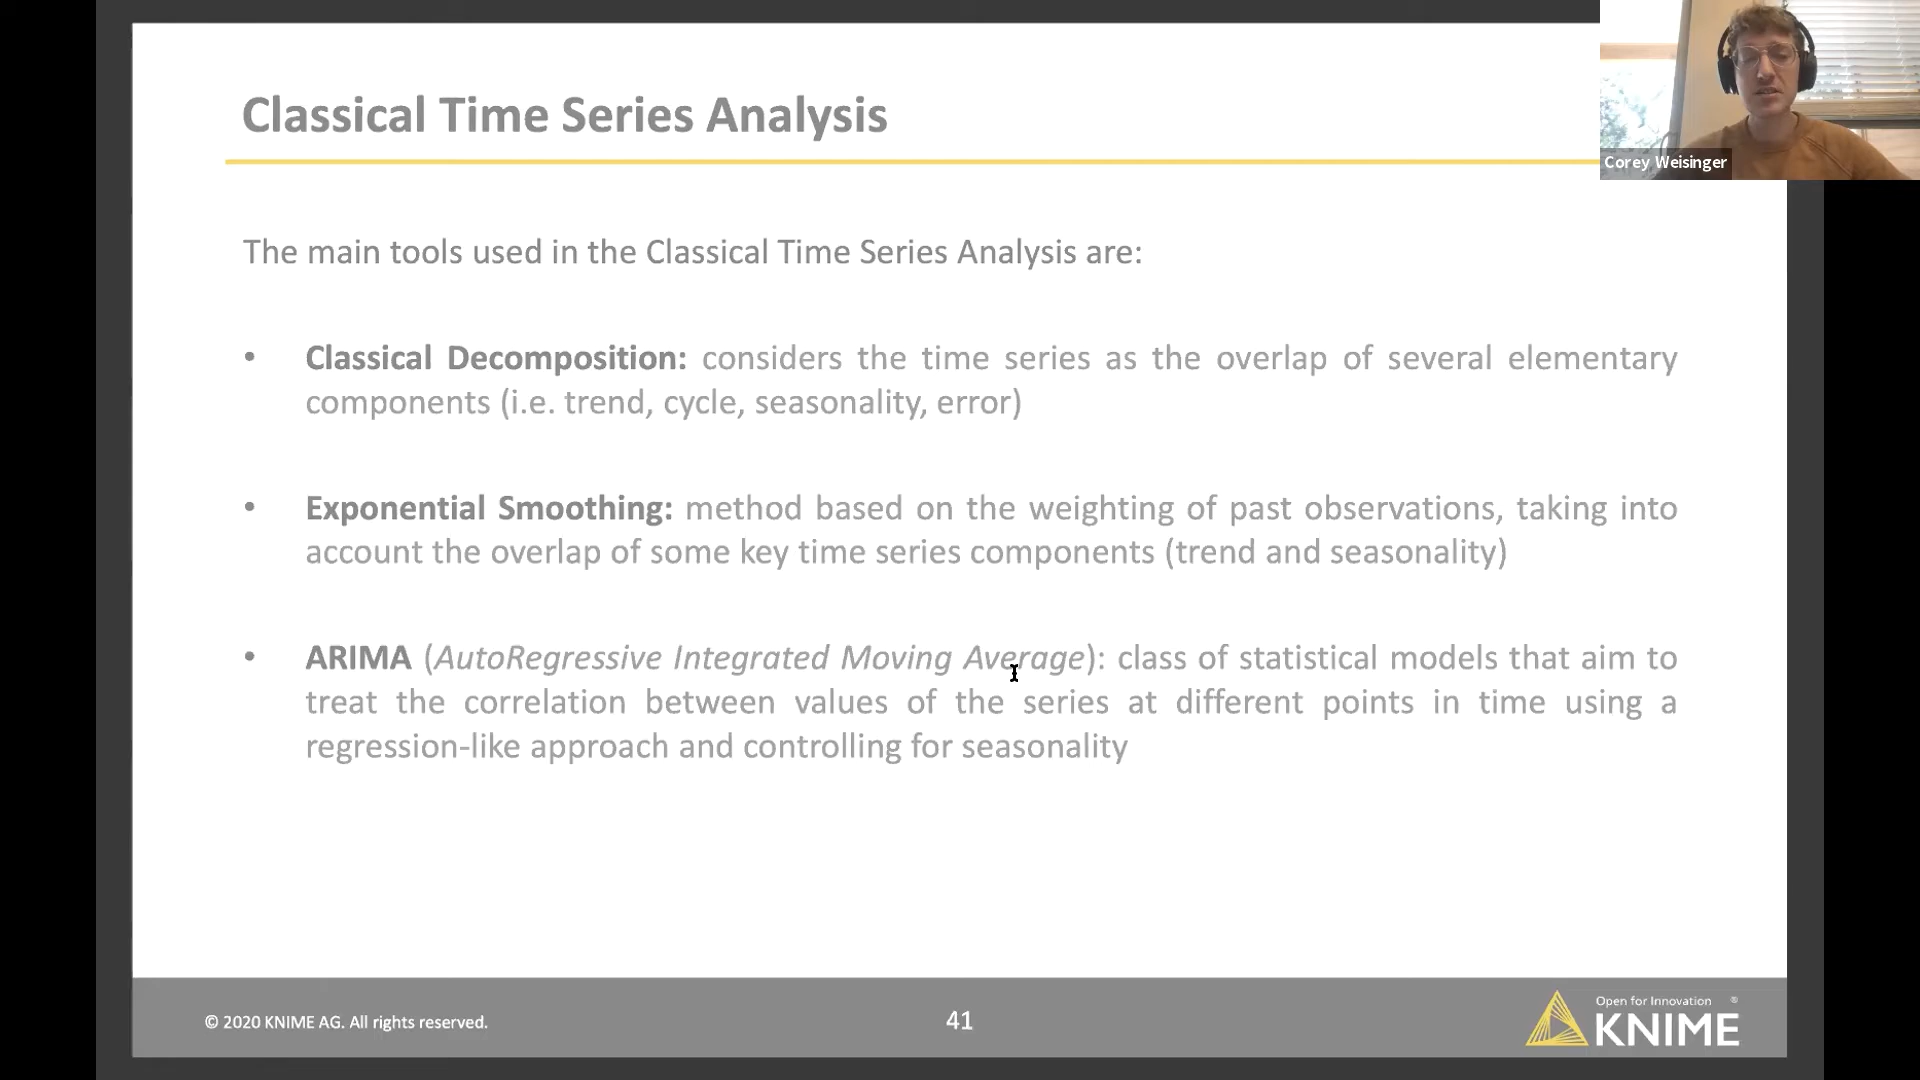 Classical Time Series Analysis
Corey Weisinger
The main tools used in the Classical Time Series Analysis are:
• Classical Decomposition: considers the time series as the overlap of several elementary
components (i.e. trend, cycle, seasonality, error)
• Exponential Smoothing: method based on the weighting of past observations, taking into
account the overlap of some key time series components (trend and seasonality)
• ARIMA (AutoRegressive Integrated Moving Average): class of statistical models that aim to
treat the correlation between values of the series at different points in time using a
regression-like approach and controlling for seasonality
© 2020 KNIME AG. All rights reserved.
41
Open for Innovation ®
KNIME